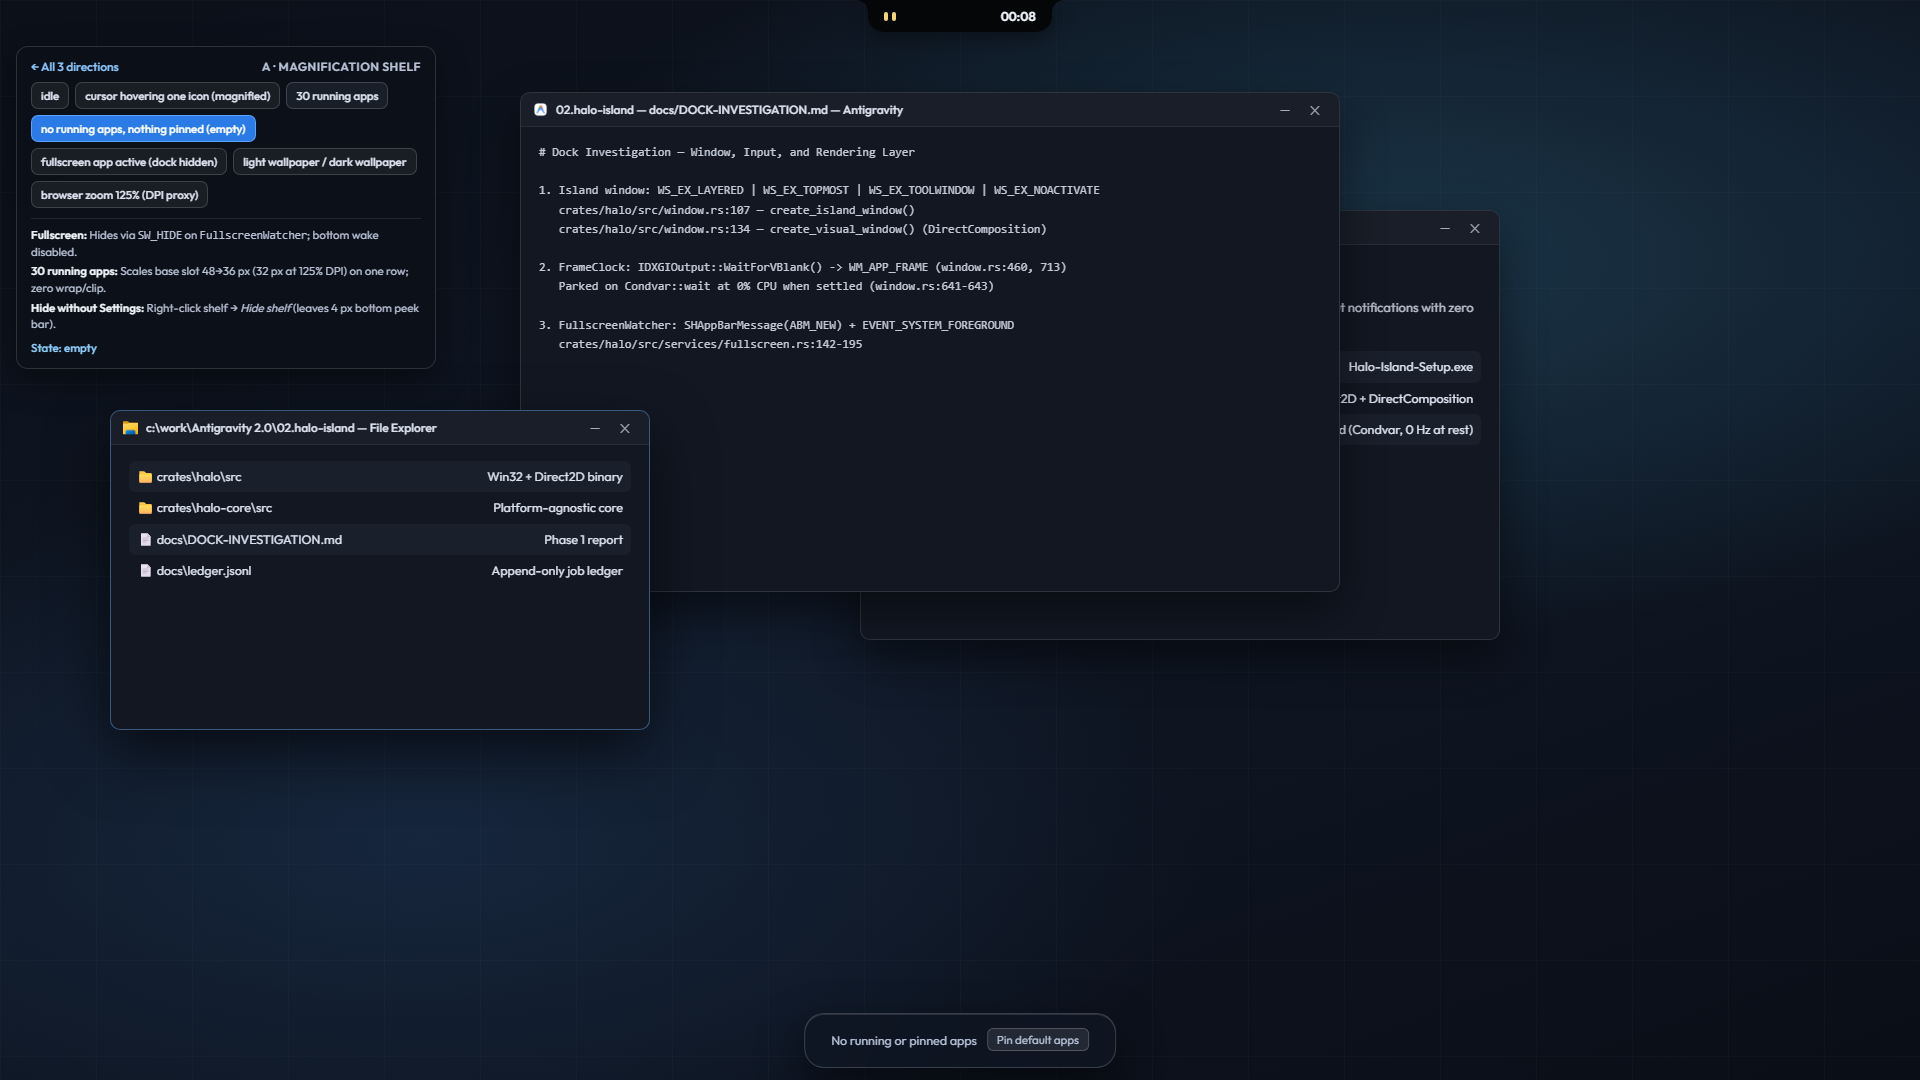 00:08
← All 3 directions
A · MAGNIFICATION SHELF
idle
cursor hovering one icon (magnified)
30 running apps
no running apps, nothing pinned (empty)
fullscreen app active (dock hidden)
light wallpaper / dark wallpaper
browser zoom 125% (DPI proxy)
Fullscreen: Hides via SW_HIDE on FullscreenWatcher; bottom wake
disabled.
30 running apps: Scales base slot 48→36 px (32 px at 125% DPI) on one row;
zero wrap/clip.
Hide without Settings: Right-click shelf → Hide shelf (leaves 4 px bottom peek
bar).
State: empty
02.halo-island — docs/DOCK-INVESTIGATION.md — Antigravity
# Dock Investigation — Window, Input, and Rendering Layer
1. Island window: WS_EX_LAYERED | WS_EX_TOPMOST | WS_EX_TOOLWINDOW | WS_EX_NOACTIVATE
crates/halo/src/window.rs:107 — create_island_window()
crates/halo/src/window.rs:134 — create_visual_window() (DirectComposition)
2. FrameClock: IDXGIOutput::WaitForVBlank() -> WM_APP_FRAME (window.rs:460, 713)
Parked on Condvar::wait at 0% CPU when settled (window.rs:641-643)
3. FullscreenWatcher: SHAppBarMessage(ABM_NEW) + EVENT_SYSTEM_FOREGROUND
crates/halo/src/services/fullscreen.rs:142-195
notifications with zero
Halo-Island-Setup.exe
2D + DirectComposition
d (Condvar, 0 Hz at rest)
c:\work\Antigravity 2.0\02.halo-island — File Explorer
crates\halo\src
Win32 + Direct2D binary
crates\halo-core\src
Platform-agnostic core
docs\DOCK-INVESTIGATION.md
Phase 1 report
docs\ledger.jsonl
Append-only job ledger
No running or pinned apps
Pin default apps